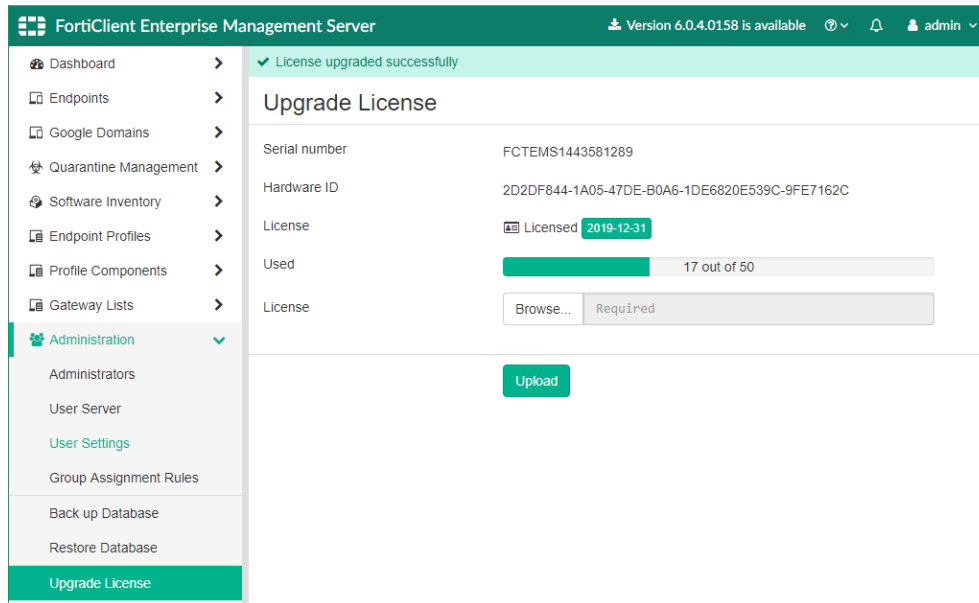 FortiClient Enterprise Management Server
Version 6.0.4.0158 is available
admin
Dashboard
Endpoints
Google Domains
Quarantine Management
Software Inventory
Endpoint Profiles
Profile Components
Gateway Lists
Administration
Administrators
User Server
User Settings
Group Assignment Rules
Back up Database
Restore Database
Upgrade License
License upgraded successfully
Upgrade License
Serial number FCTEMS1443581289
Hardware ID 2D2DF844-1A05-47DE-B0A6-1DE6820E539C-9FE7162C
License Licensed 2019-12-31
Used 17 out of 50
License Browse... Required
Upload